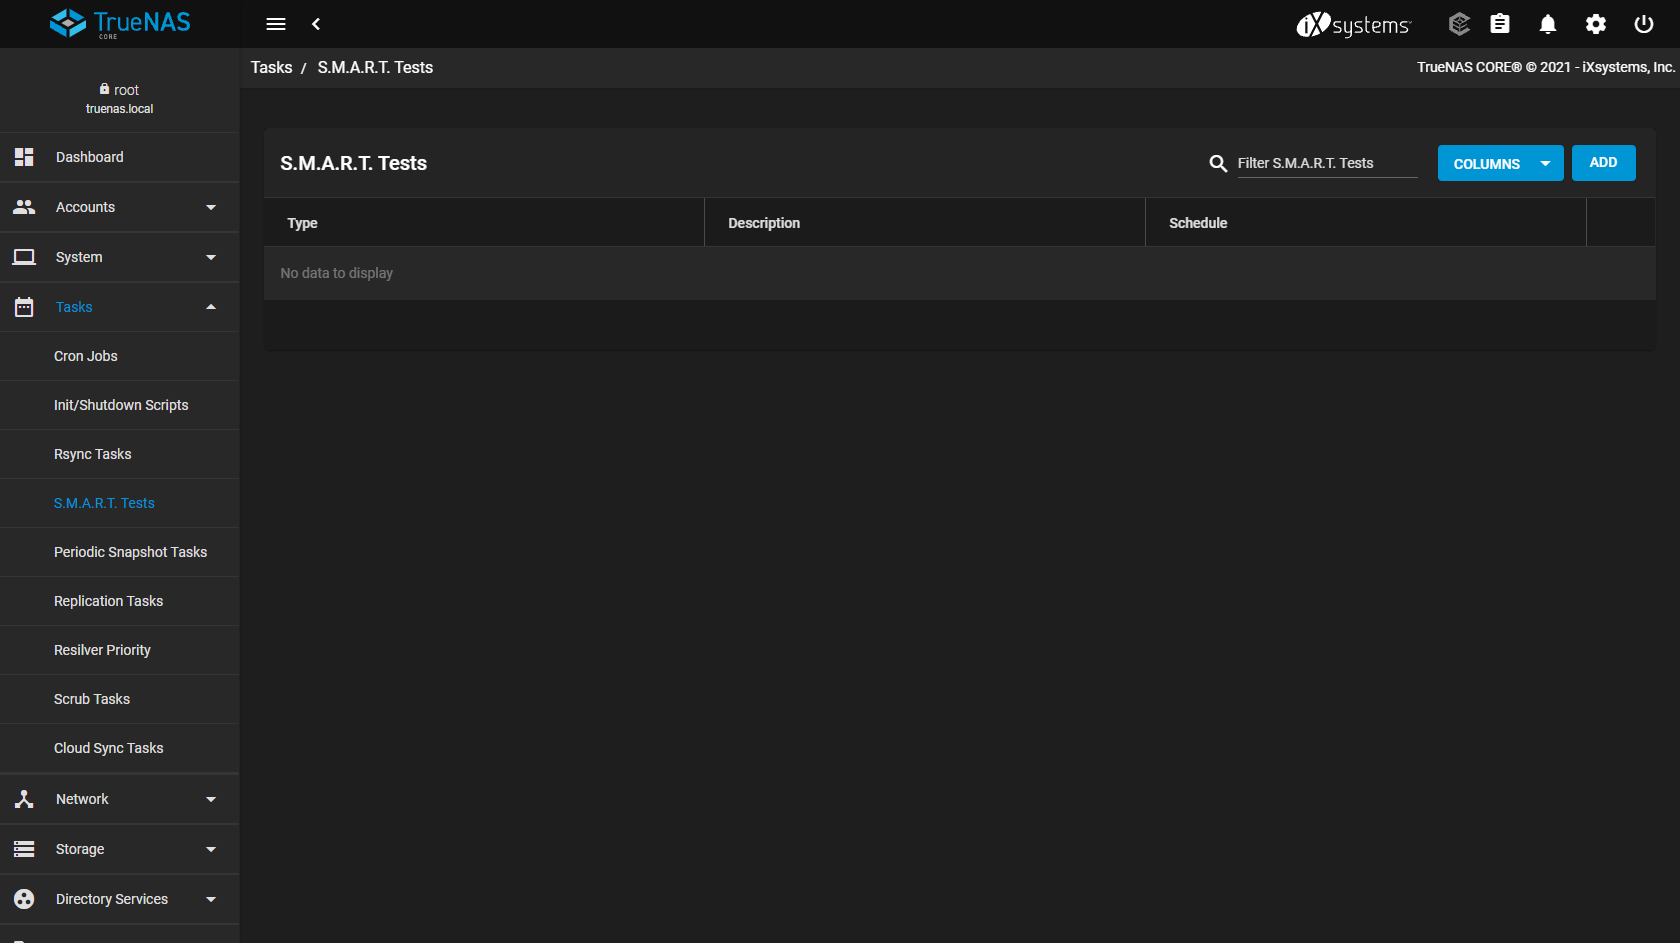 TrueNAS
CORE
iXsystems
Tasks / S.M.A.R.T. Tests
TrueNAS CORE® © 2021 - iXsystems, Inc.
root
truenas.local
Dashboard
Accounts
System
Tasks
Cron Jobs
Init/Shutdown Scripts
Rsync Tasks
S.M.A.R.T. Tests
Periodic Snapshot Tasks
Replication Tasks
Resilver Priority
Scrub Tasks
Cloud Sync Tasks
Network
Storage
Directory Services
S.M.A.R.T. Tests
Filter S.M.A.R.T. Tests
COLUMNS
ADD
Type Description Schedule
No data to display